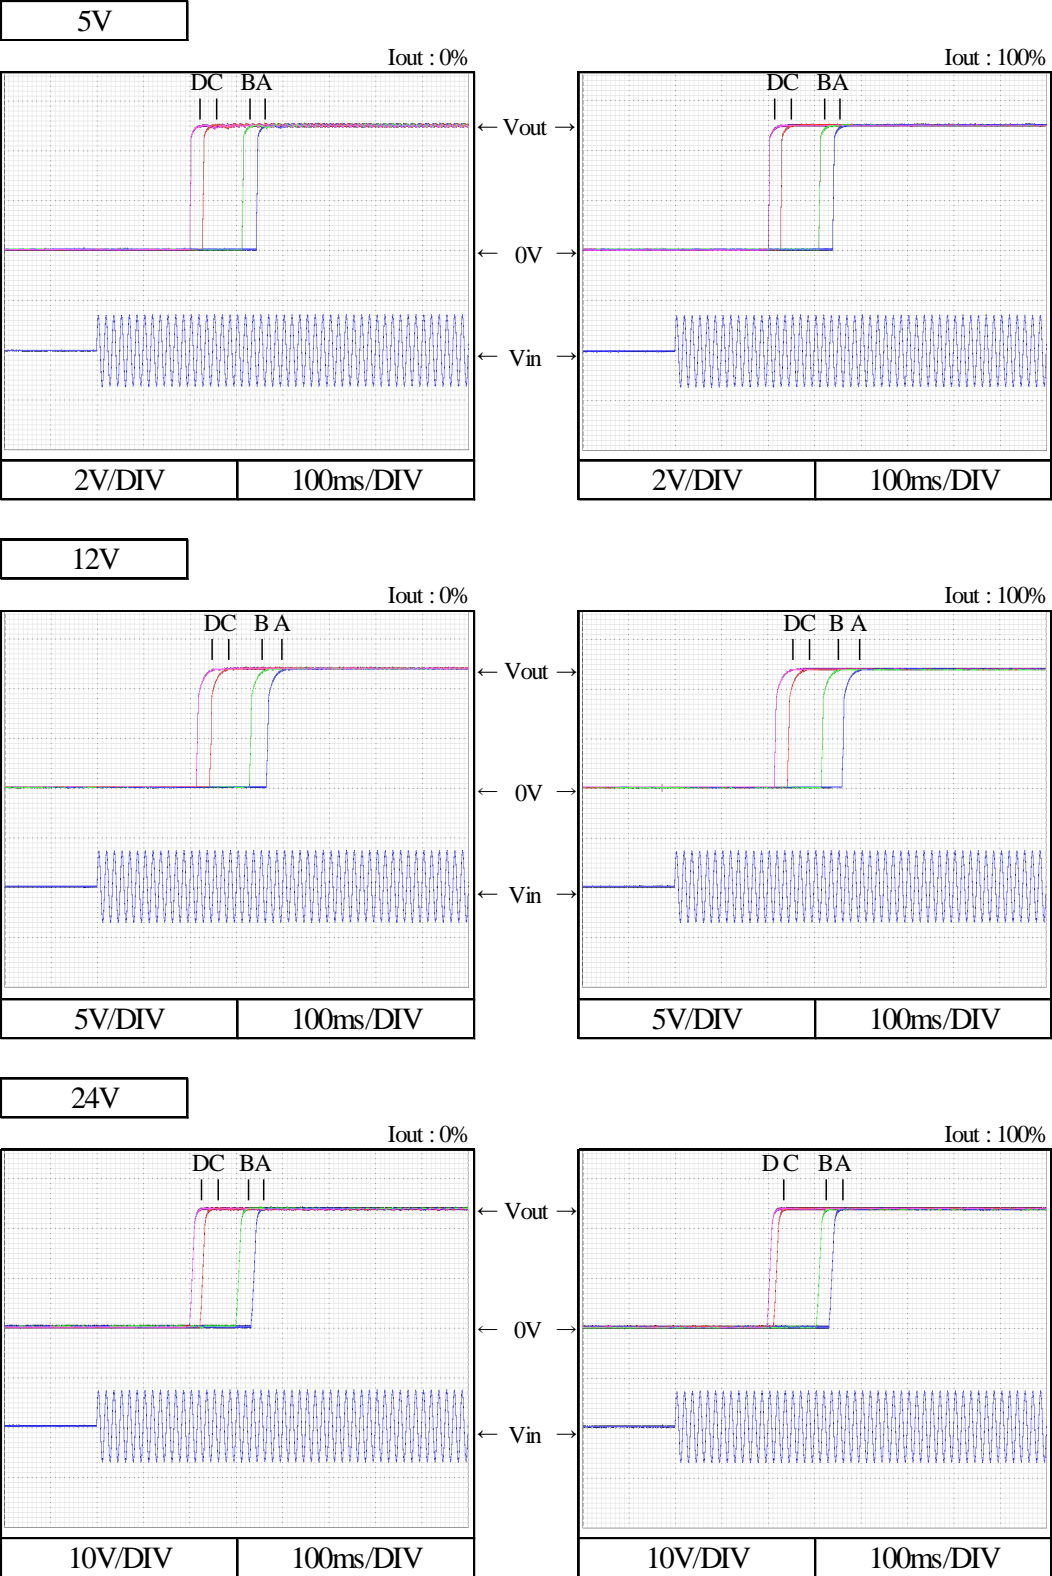 5V
Iout : 0%
Iout : 100%
DC BA
DC BA
← Vout →
← 0V →
← Vin →
2V/DIV 100ms/DIV
2V/DIV 100ms/DIV
12V
Iout : 0%
Iout : 100%
DC B A
DC B A
← Vout →
← 0V →
← Vin →
5V/DIV 100ms/DIV
5V/DIV 100ms/DIV
24V
Iout : 0%
Iout : 100%
DC BA
D C BA
← Vout →
← 0V →
← Vin →
10V/DIV 100ms/DIV
10V/DIV 100ms/DIV